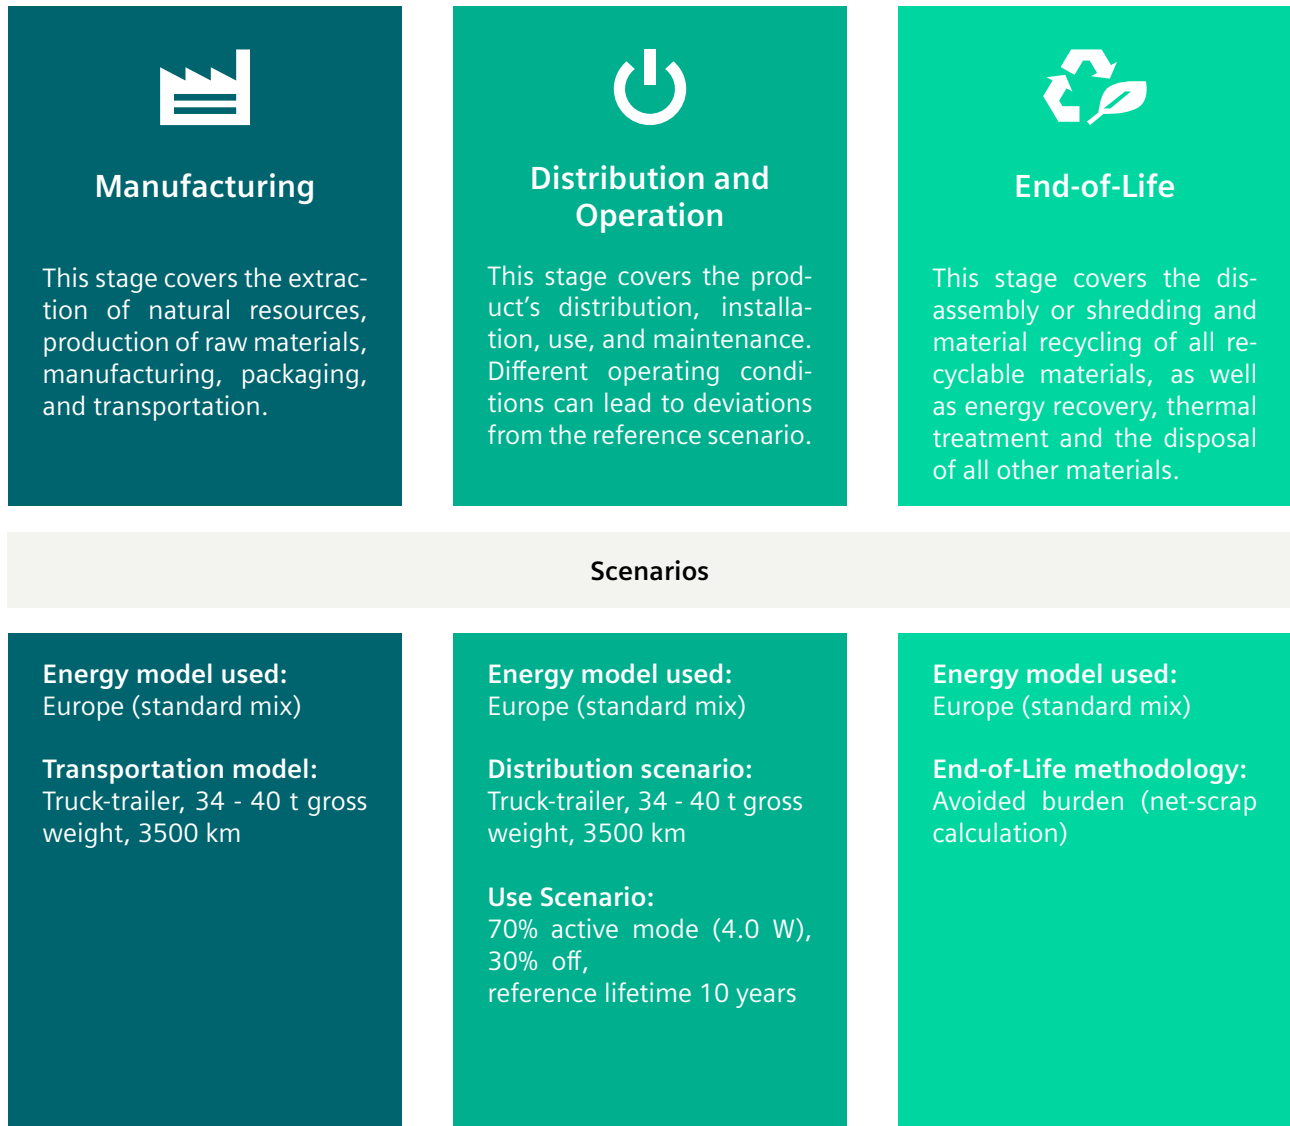 Manufacturing
This stage covers the extrac-
tion of natural resources,
production of raw materials,
manufacturing, packaging,
and transportation.
Distribution and
Operation
This stage covers the prod-
uct's distribution, installa-
tion, use, and maintenance.
Different operating condi-
tions can lead to deviations
from the reference scenario.
End-of-Life
This stage covers the dis-
assembly or shredding and
material recycling of all re-
cyclable materials, as well
as energy recovery, thermal
treatment and the disposal
of all other materials.
Scenarios
Energy model used:
Europe (standard mix)
Transportation model:
Truck-trailer, 34 - 40 t gross
weight, 3500 km
Energy model used:
Europe (standard mix)
Distribution scenario:
Truck-trailer, 34 - 40 t gross
weight, 3500 km
Use Scenario:
70% active mode (4.0 W),
30% off,
reference lifetime 10 years
Energy model used:
Europe (standard mix)
End-of-Life methodology:
Avoided burden (net-scrap
calculation)